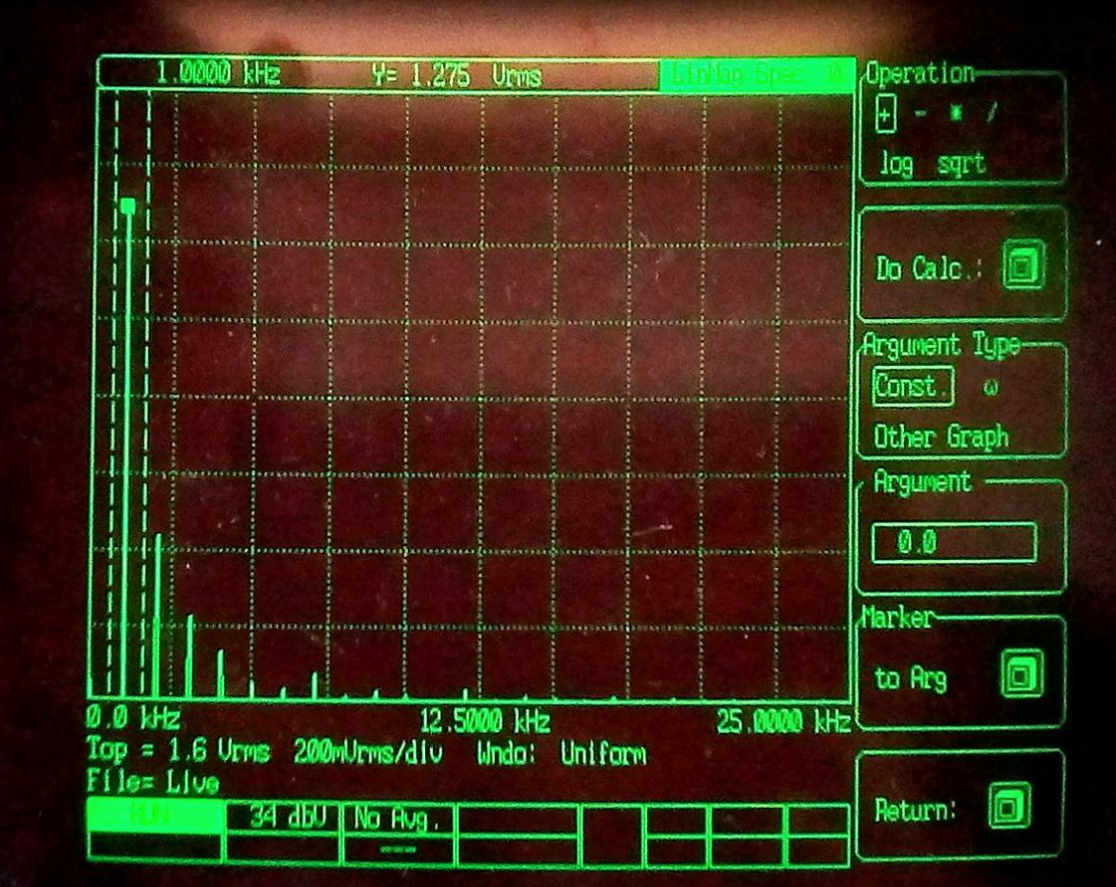 1.0000 kHz Y= 1.275 Vrms LinMag Spec 0
0.0 kHz 12.5000 kHz 25.0000 kHz
Top = 1.6 Vrms 200mVrms/div Wndo: Uniform
File= Live
RUN 34 dbV No Avg.
Operation
+ - * /
log sqrt
Do Calc.:
Argument Type
Const. ω
Other Graph
Argument
0.0
Marker
to Arg
Return: